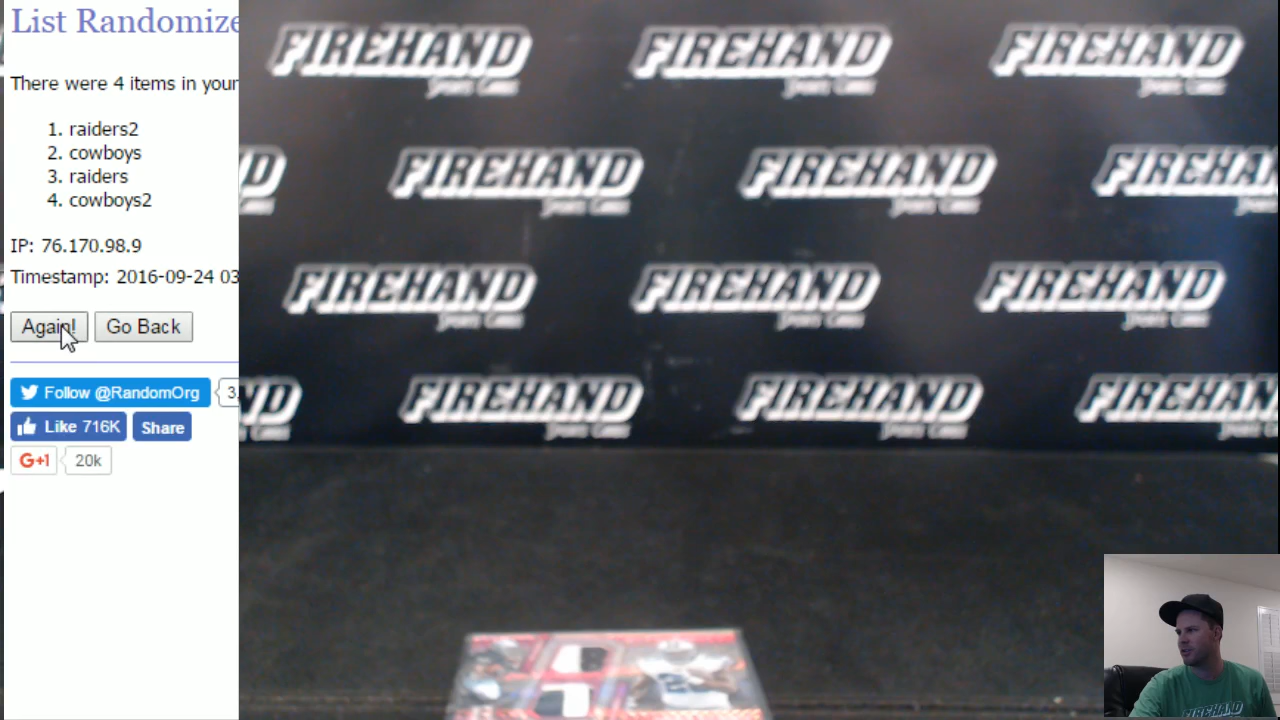 List Randomize
There were 4 items in your
1. raiders2
2. cowboys
3. raiders
4. cowboys2
IP: 76.170.98.9
Timestamp: 2016-09-24 03
Again! Go Back
Follow @RandomOrg 3
Like 716K Share
G+1 20k
FIREHAND FIREHAND FIREHAND
FIREHAND FIREHAND FIREHAND
FIREHAND FIREHAND FIREHAND
FIREHAND FIREHAND FIREHAND
FIREHAND